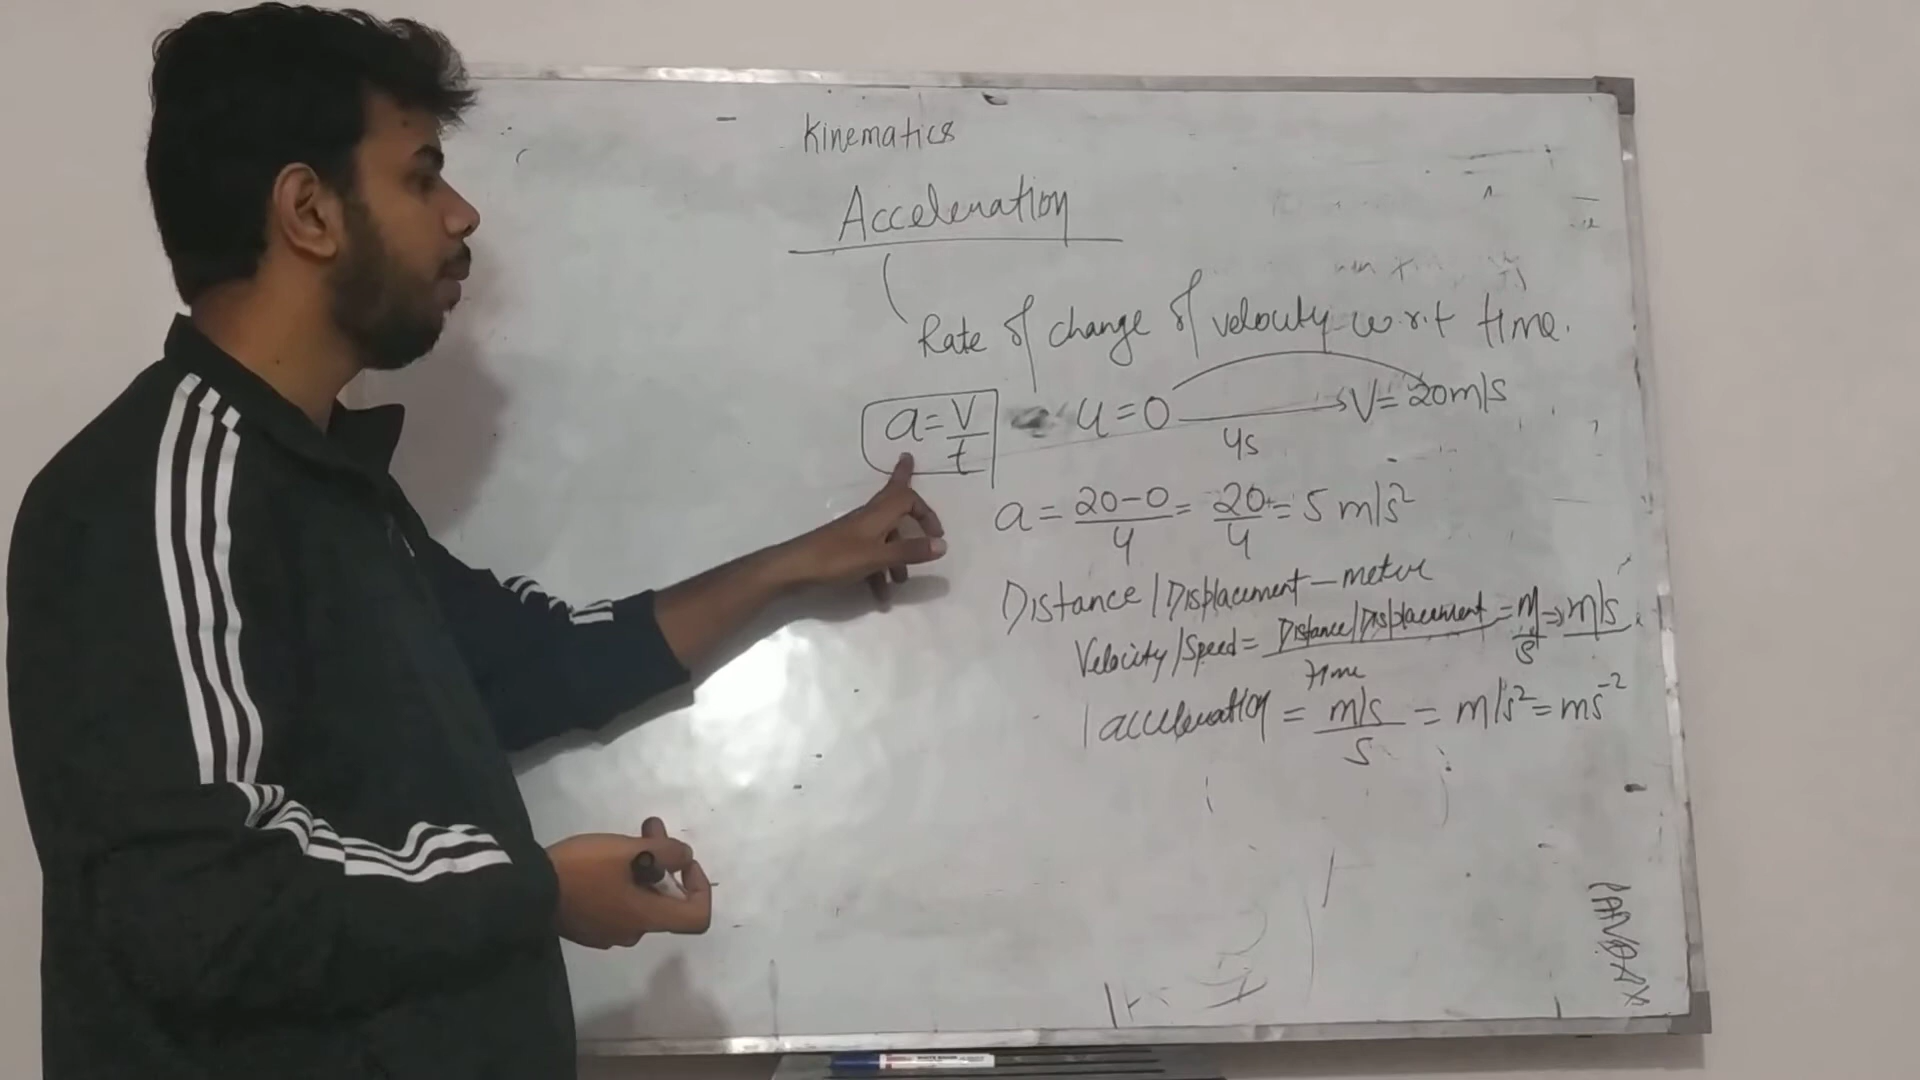 Kinematics
Acceleration
Rate of change of velocity w.r.t time.
a = V/t u = 0 → V = 20m/s
4s
a = 20-0/4 = 20/4 = 5 m/s²
Distance / Displacement – metre
Velocity / Speed = Distance/Displacement/time = m/s → m/s.
acceleration = m/s/s = m/s² = ms⁻²